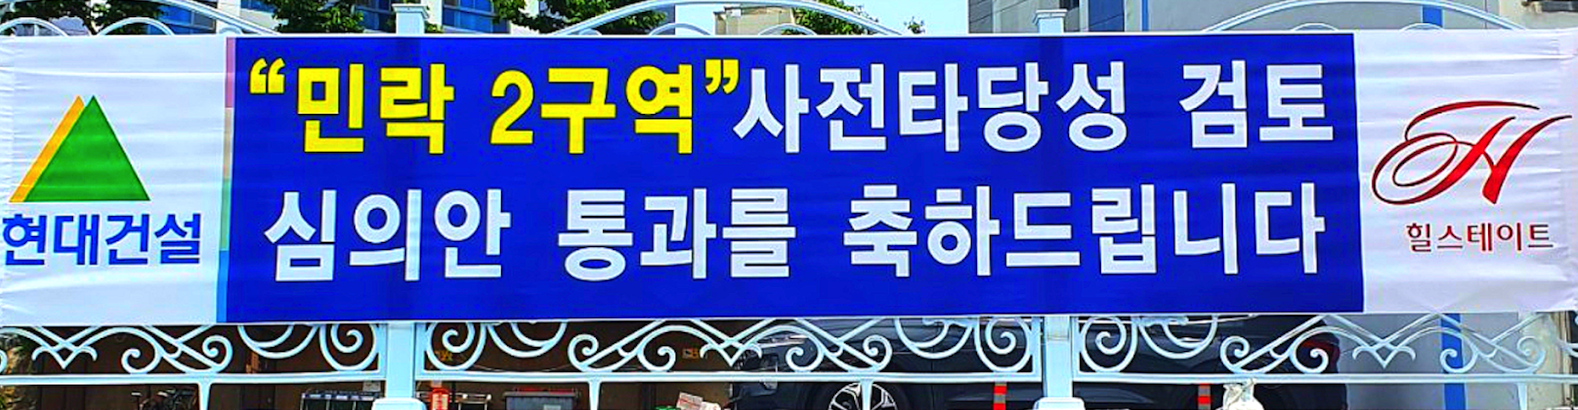 현대건설
“민락 2구역”사전타당성 검토
심의안 통과를 축하드립니다
힐스테이트